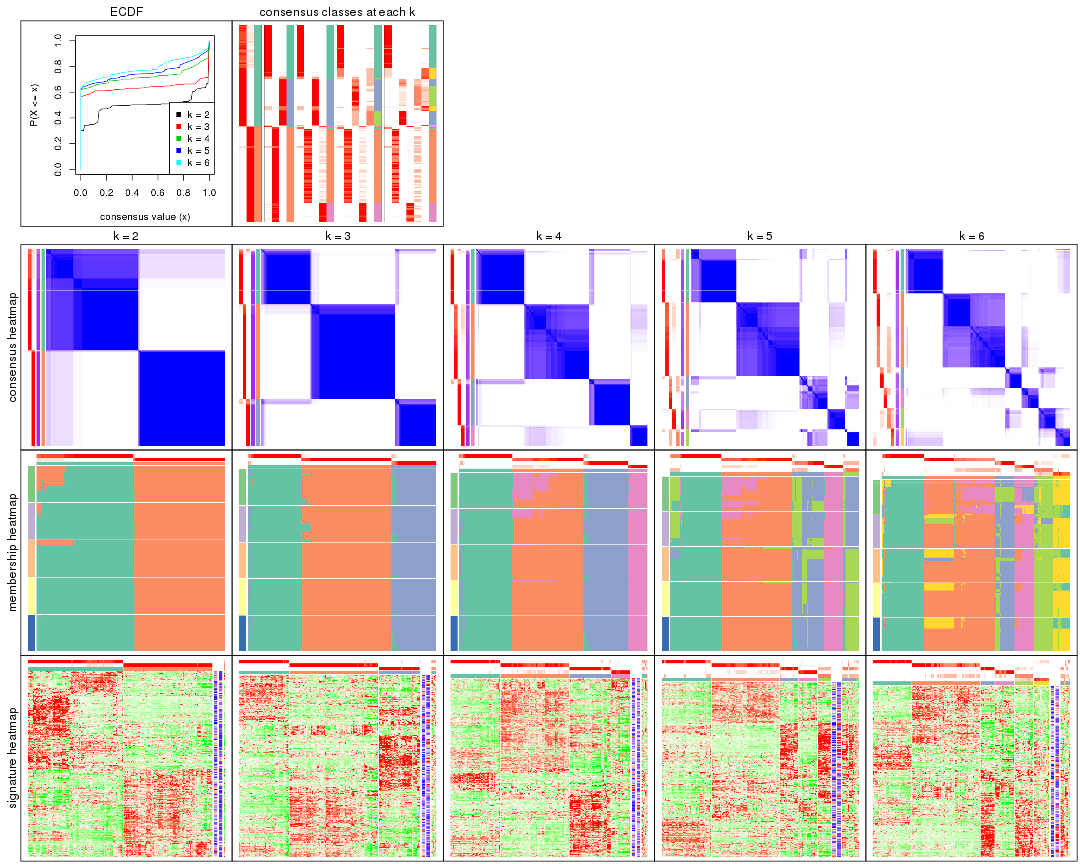 ECDF
consensus classes at each k
P(X <= x)
0.0
0.2
0.4
0.6
0.8
1.0
k = 2
k = 3
k = 4
k = 5
k = 6
0.0 0.2 0.4 0.6 0.8 1.0
consensus value (x)
k = 2
k = 3
k = 4
k = 5
k = 6
consensus heatmap
membership heatmap
signature heatmap